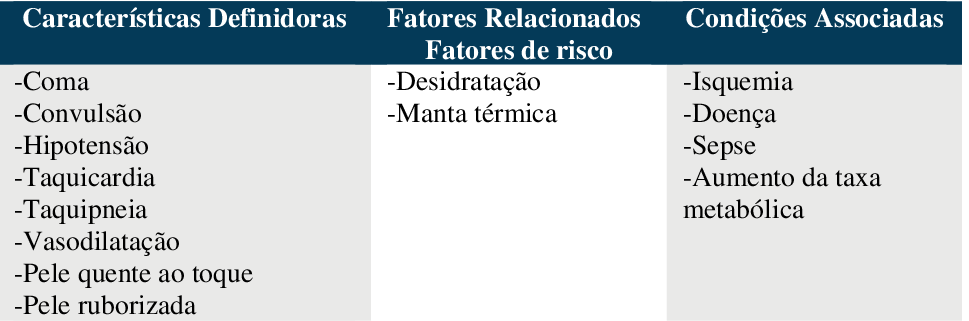 Características Definidoras
Fatores Relacionados
Fatores de risco
Condições Associadas
-Coma
-Convulsão
-Hipotensão
-Taquicardia
-Taquipneia
-Vasodilatação
-Pele quente ao toque
-Pele ruborizada
-Desidratação
-Manta térmica
-Isquemia
-Doença
-Sepse
-Aumento da taxa
metabólica